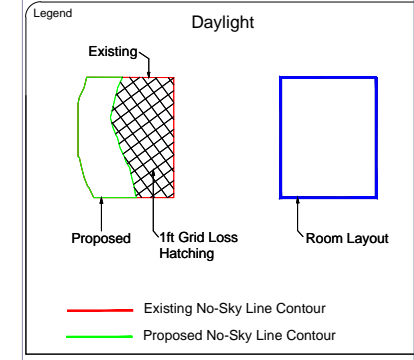 Legend
Daylight
Existing
Proposed
1ft Grid Loss
Hatching
Room Layout
Existing No-Sky Line Contour
Proposed No-Sky Line Contour